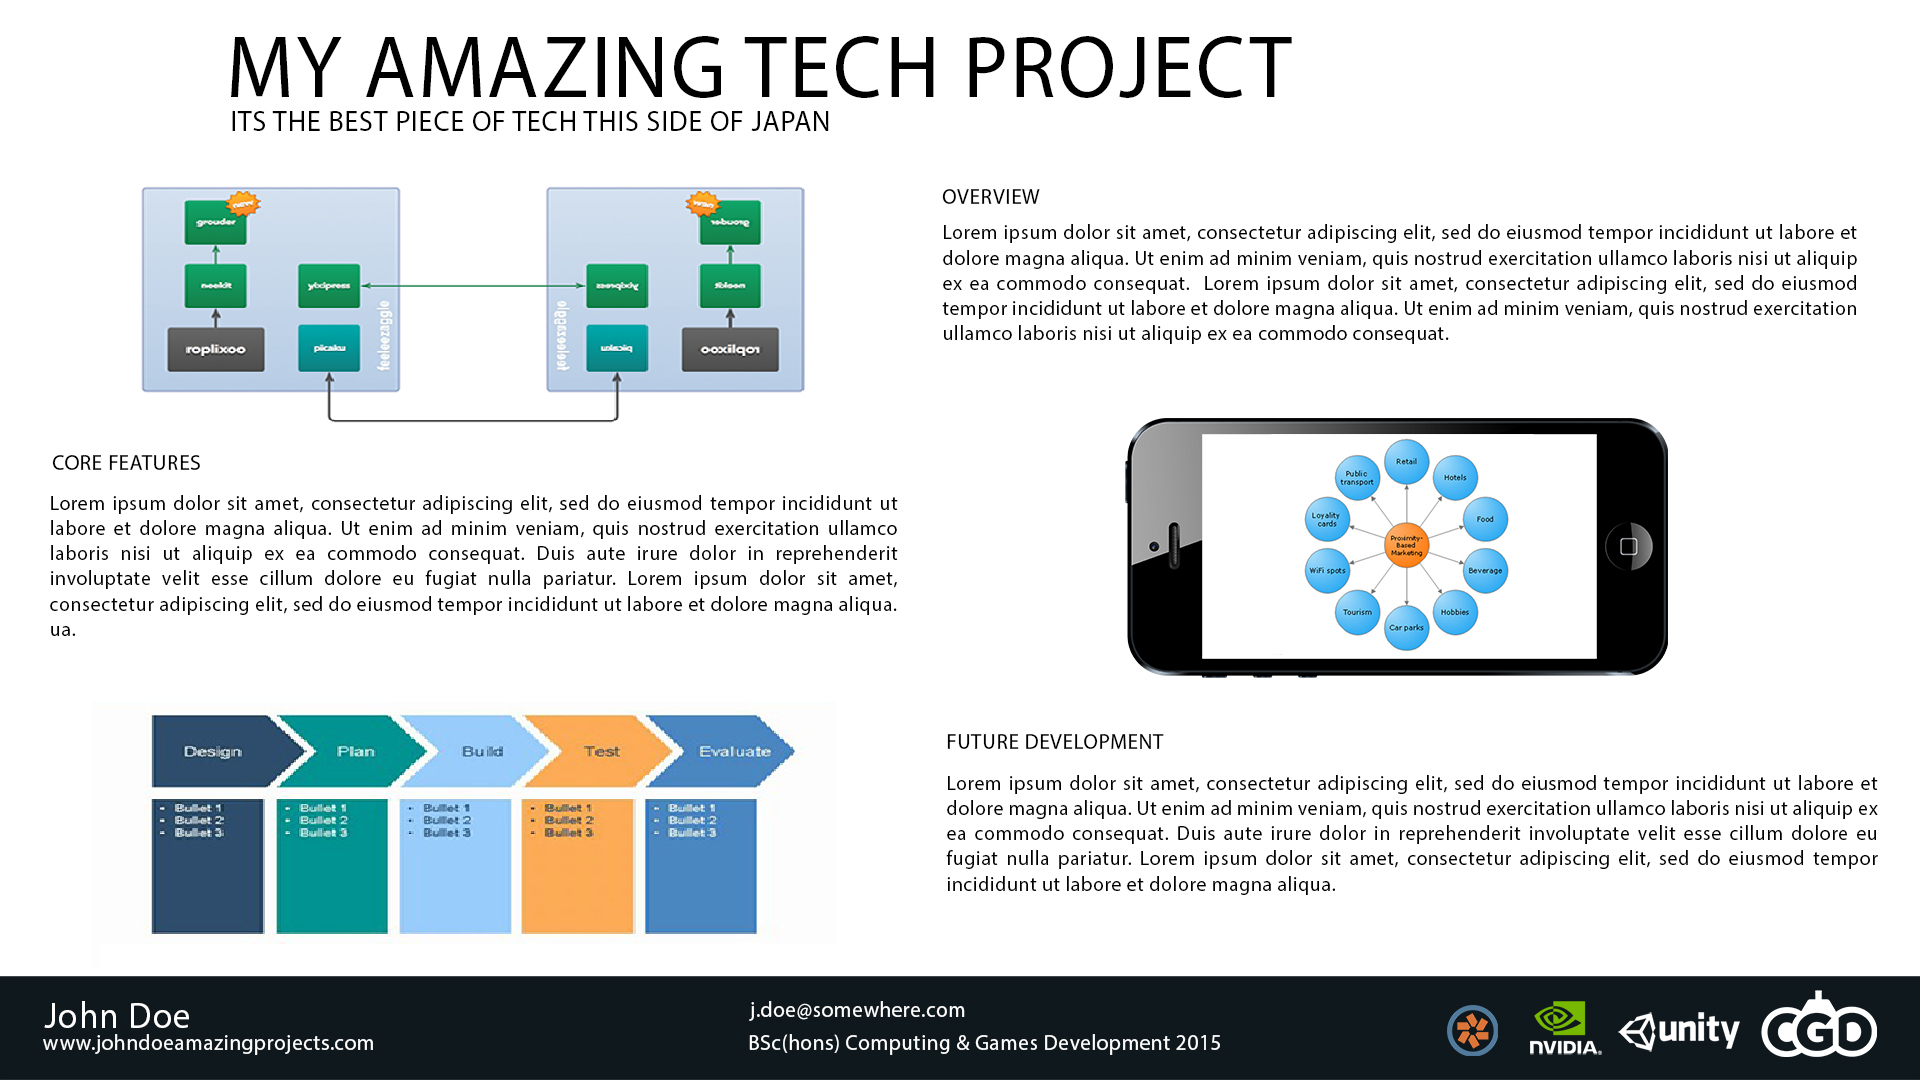 MY AMAZING TECH PROJECT
ITS THE BEST PIECE OF TECH THIS SIDE OF JAPAN
grouder
neekit
yixipress
roplixoo
picaku
feeleezaggle
grouder
yixipress
neekit
picaku
roplixoo
feeleezaggle
CORE FEATURES
Lorem ipsum dolor sit amet, consectetur adipiscing elit, sed do eiusmod tempor incididunt ut
labore et dolore magna aliqua. Ut enim ad minim veniam, quis nostrud exercitation ullamco
laboris nisi ut aliquip ex ea commodo consequat. Duis aute irure dolor in reprehenderit
involuptate velit esse cillum dolore eu fugiat nulla pariatur. Lorem ipsum dolor sit amet,
consectetur adipiscing elit, sed do eiusmod tempor incididunt ut labore et dolore magna aliqua.
ua.
Design
Plan
Build
Test
Evaluate
- Bullet 1
- Bullet 2
- Bullet 3
- Bullet 1
- Bullet 2
- Bullet 3
- Bullet 1
- Bullet 2
- Bullet 3
- Bullet 1
- Bullet 2
- Bullet 3
- Bullet 1
- Bullet 2
- Bullet 3
OVERVIEW
Lorem ipsum dolor sit amet, consectetur adipiscing elit, sed do eiusmod tempor incididunt ut labore et
dolore magna aliqua. Ut enim ad minim veniam, quis nostrud exercitation ullamco laboris nisi ut aliquip
ex ea commodo consequat.  Lorem ipsum dolor sit amet, consectetur adipiscing elit, sed do eiusmod
tempor incididunt ut labore et dolore magna aliqua. Ut enim ad minim veniam, quis nostrud exercitation
ullamco laboris nisi ut aliquip ex ea commodo consequat.
Retail
Hotels
Food
Beverage
Hobbies
Car parks
Tourism
WiFi spots
Loyality
cards
Public
transport
Proximity-
Based
Marketing
FUTURE DEVELOPMENT
Lorem ipsum dolor sit amet, consectetur adipiscing elit, sed do eiusmod tempor incididunt ut labore et
dolore magna aliqua. Ut enim ad minim veniam, quis nostrud exercitation ullamco laboris nisi ut aliquip ex
ea commodo consequat. Duis aute irure dolor in reprehenderit involuptate velit esse cillum dolore eu
fugiat nulla pariatur. Lorem ipsum dolor sit amet, consectetur adipiscing elit, sed do eiusmod tempor
incididunt ut labore et dolore magna aliqua.
John Doe
www.johndoeamazingprojects.com
j.doe@somewhere.com
BSc(hons) Computing & Games Development 2015
NVIDIA.
unity
CGD